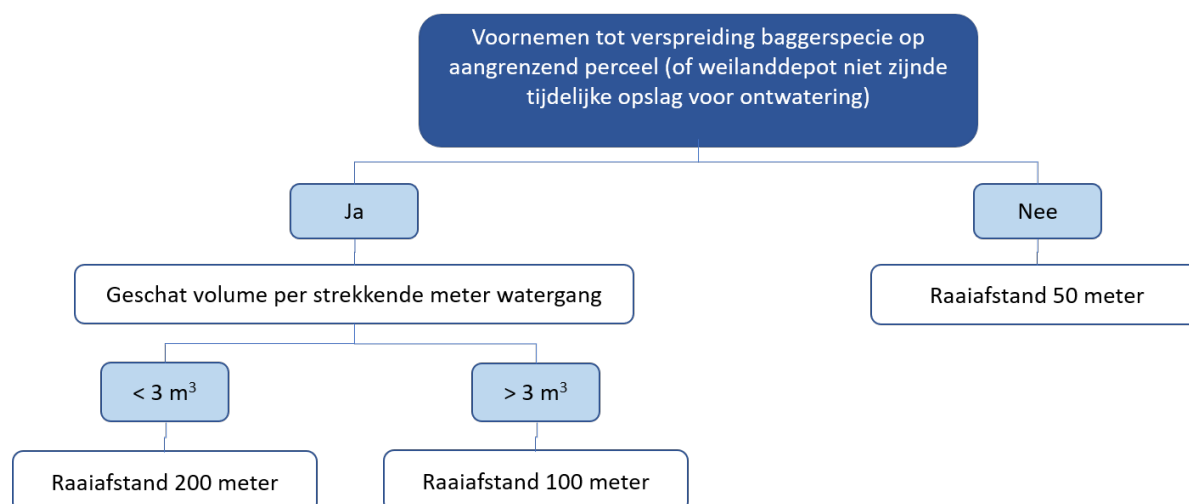 Voornemen tot verspreiding baggerspecie op
aangrenzend perceel (of weilanddepot niet zijnde
tijdelijke opslag voor ontwatering)
Ja
Nee
Geschat volume per strekkende meter watergang
Raaiafstand 50 meter
< 3 m³
> 3 m³
Raaiafstand 200 meter
Raaiafstand 100 meter